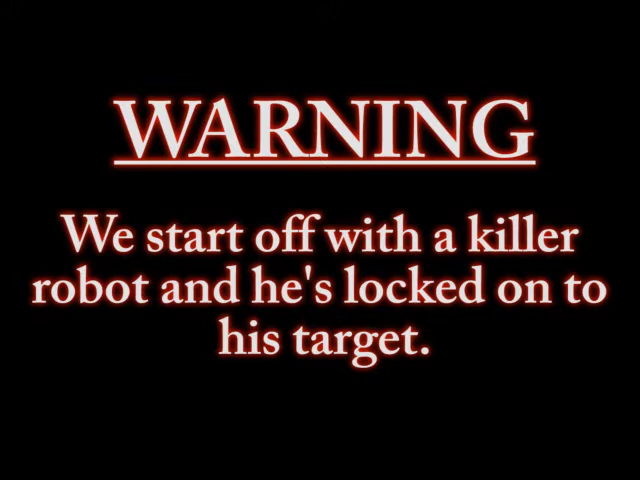 WARNING
We start off with a killer
robot and he's locked on to
his target.